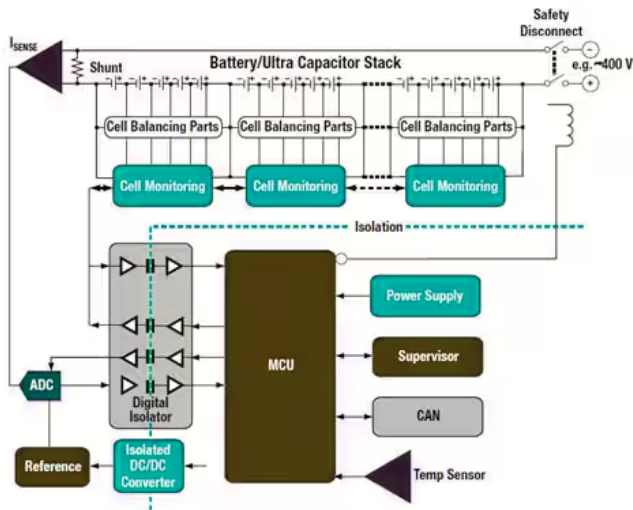 Safety
Disconnect
I SENSE
Shunt
Battery/Ultra Capacitor Stack
e.g. ~400 V
−
+
Cell Balancing Parts
Cell Balancing Parts
Cell Balancing Parts
Cell Monitoring
Cell Monitoring
Cell Monitoring
Isolation
Power Supply
MCU
Supervisor
ADC
CAN
Digital
Isolator
Reference
Isolated
DC/DC
Converter
Temp Sensor